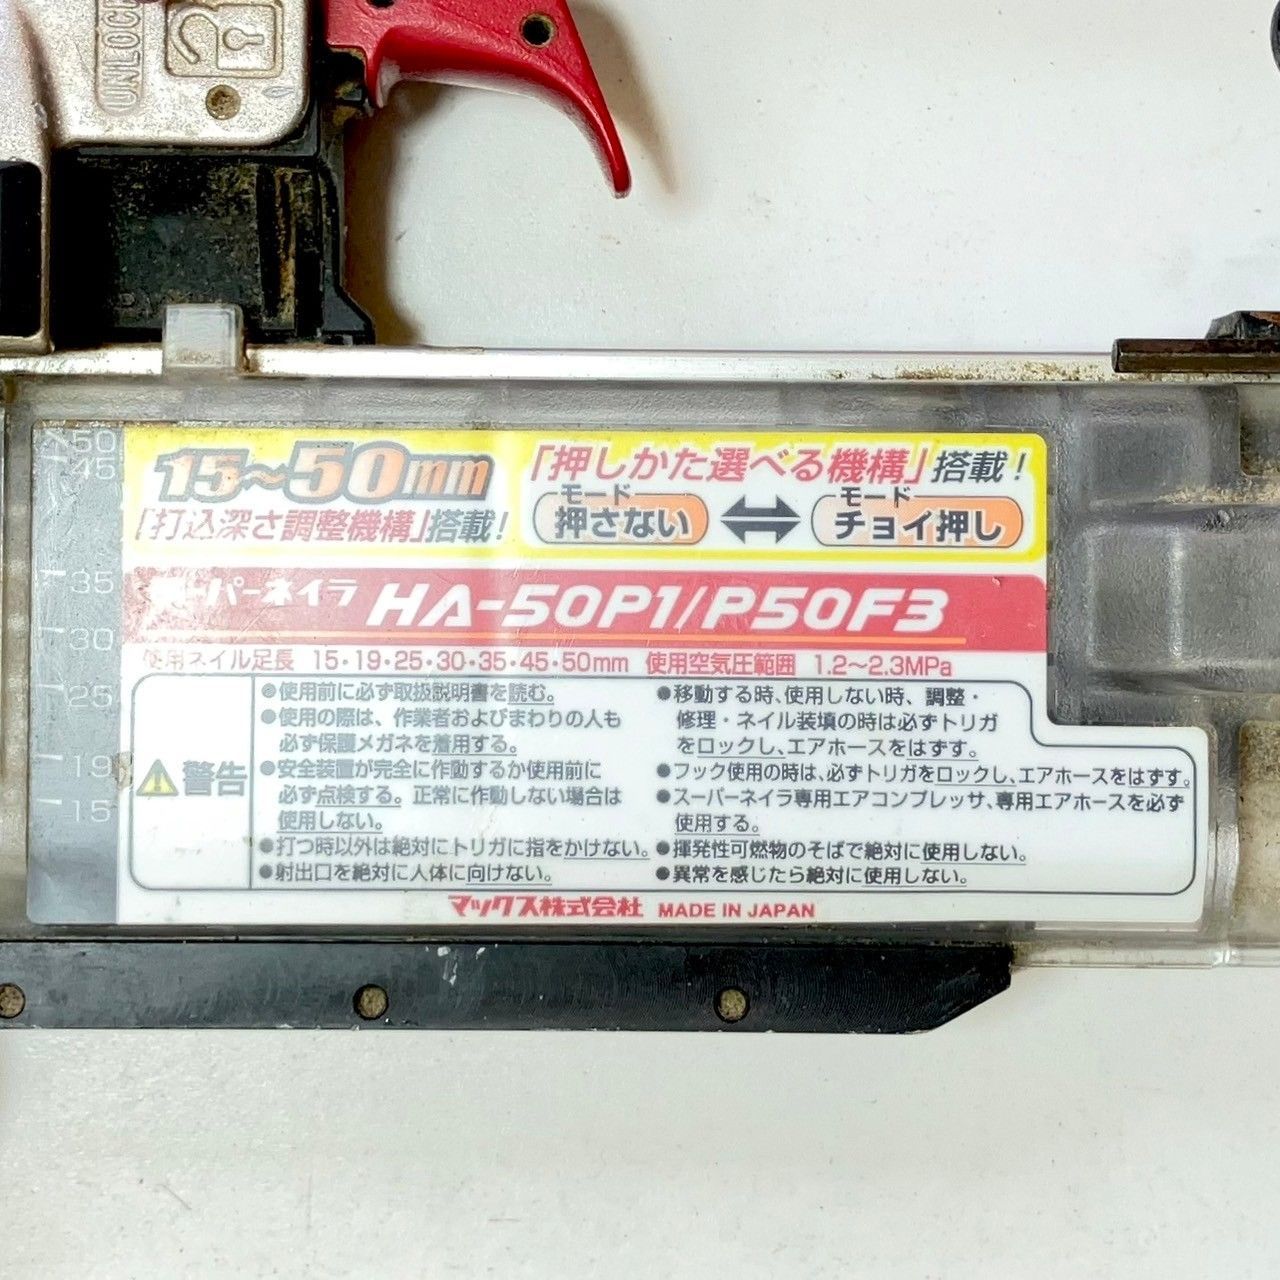 UNLOCK
50
45
35
30
25
19
15
15~50mm
「打込深さ調整機構」搭載!
「押しかた選べる機構」搭載!
モード
押さない
モード
チョイ押し
ーパーネイラ HA-50P1/P50F3
使用ネイル足長 15・19・25・30・35・45・50mm 使用空気圧範囲 1.2~2.3MPa
警告
●使用前に必ず取扱説明書を読む。
●使用の際は、作業者およびまわりの人も
必ず保護メガネを着用する。
●安全装置が完全に作動するか使用前に
必ず点検する。正常に作動しない場合は
使用しない。
●打つ時以外は絶対にトリガに指をかけない。
●射出口を絶対に人体に向けない。
●移動する時、使用しない時、調整・
修理・ネイル装填の時は必ずトリガ
をロックし、エアホースをはずす。
●フック使用の時は、必ずトリガをロックし、エアホースをはずす。
●スーパーネイラ専用エアコンプレッサ、専用エアホースを必ず
使用する。
●揮発性可燃物のそばで絶対に使用しない。
●異常を感じたら絶対に使用しない。
マックス株式会社 MADE IN JAPAN